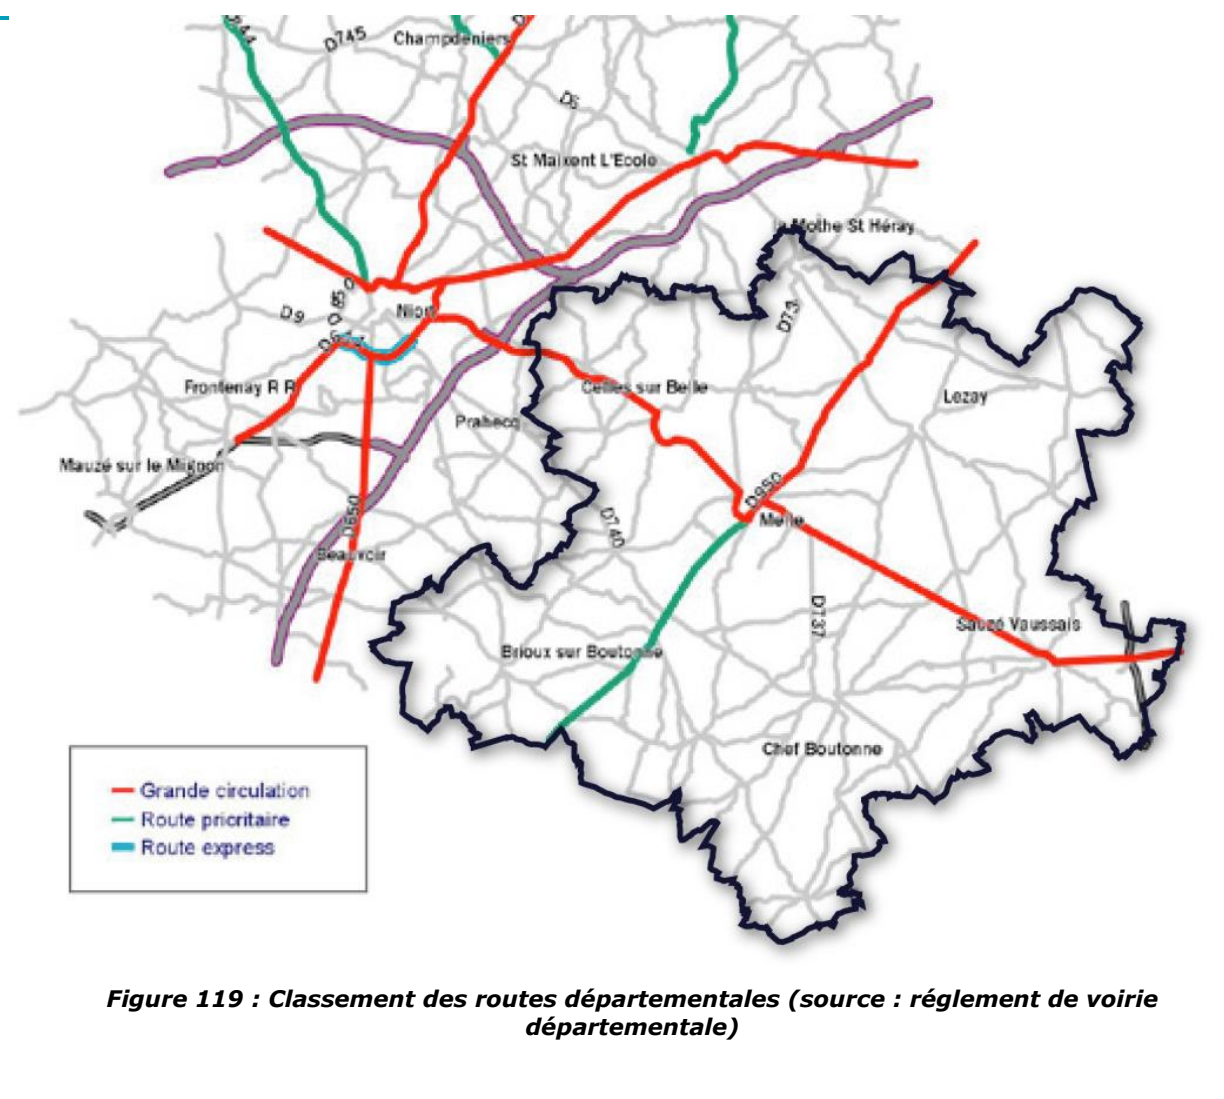 D745
Champdeniers
D6
St Maixent L'Ecole
la Mothe St Héray
D9
Niort
D73
Frontenay R R
Celles sur Belle
Lezay
Prahecq
Mauzé sur le Mignon
D950
D650
D740
Melle
Beauvoir
D737
Sauzé Vaussais
Brioux sur Boutonne
Chef Boutonne
Grande circulation
Route prioritaire
Route express
Figure 119 : Classement des routes départementales (source : réglement de voirie
départementale)